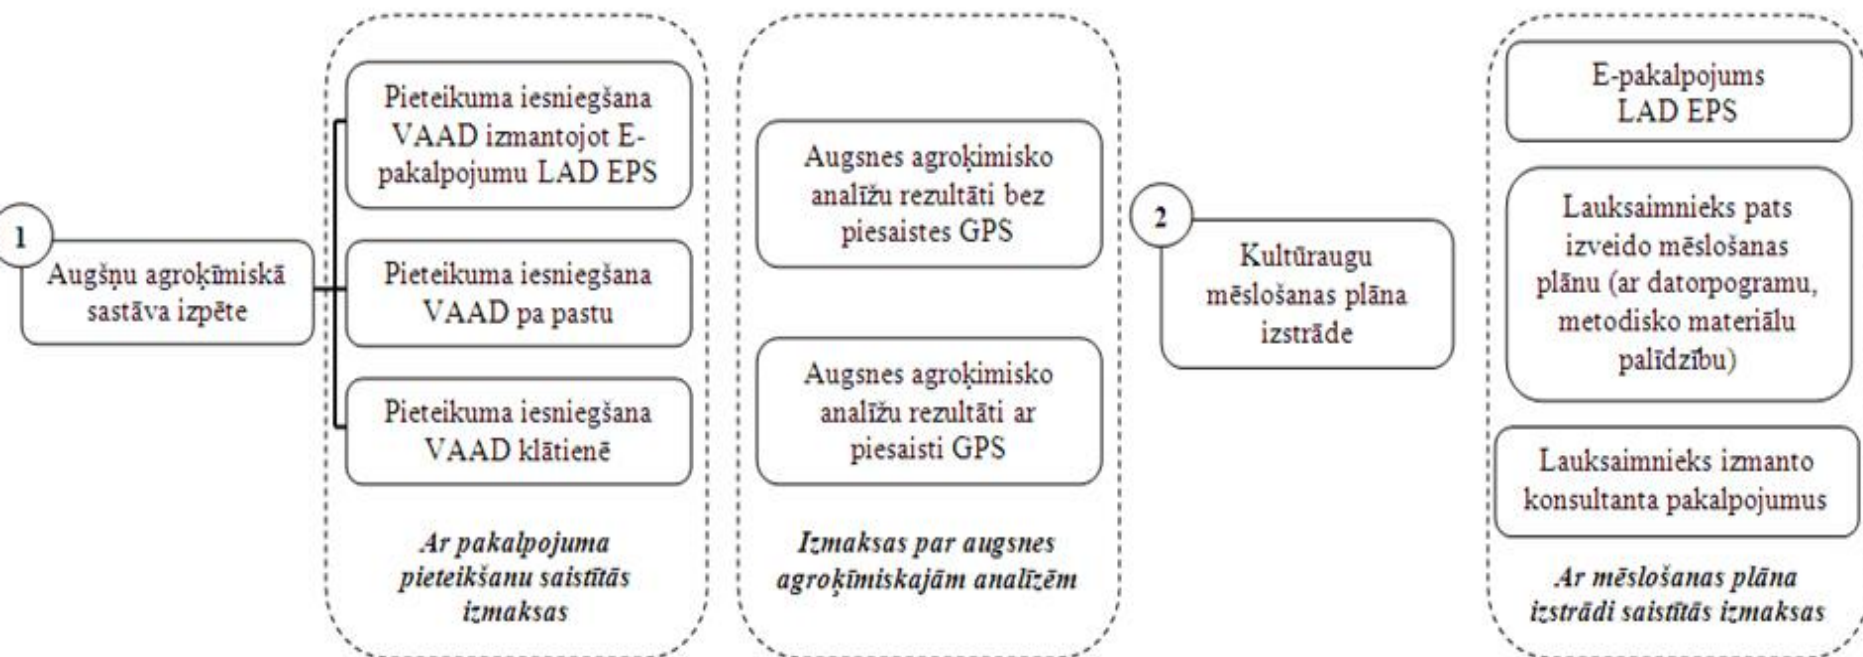 1
Augšņu agroķīmiskā
sastāva izpēte
Pieteikuma iesniegšana
VAAD izmantojot E-
pakalpojumu LAD EPS
Pieteikuma iesniegšana
VAAD pa pastu
Pieteikuma iesniegšana
VAAD klātienē
Ar pakalpojuma
pieteikšanu saistītās
izmaksas
Augsnes agroķimisko
analīžu rezultāti bez
piesaistes GPS
Augsnes agroķimisko
analīžu rezultāti ar
piesaisti GPS
Izmaksas par augsnes
agroķīmiskajām analīzēm
2
Kultūraugu
mēslošanas plāna
izstrāde
E-pakalpojums
LAD EPS
Lauksaimnieks pats
izveido mēslošanas
plānu (ar datorpogramu,
metodisko materiālu
palīdzību)
Lauksaimnieks izmanto
konsultanta pakalpojumus
Ar mēslošanas plāna
izstrādi saistītās izmaksas